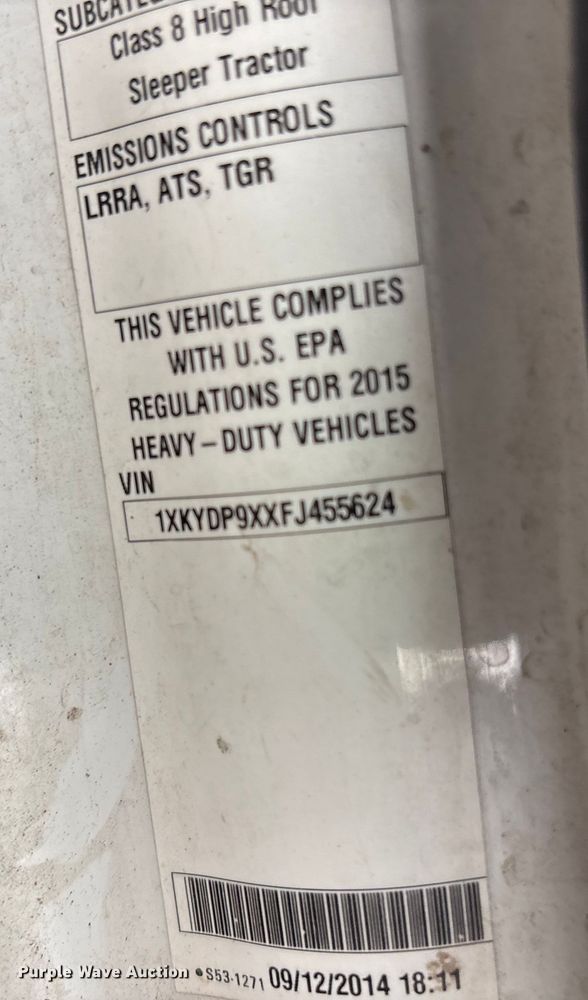 Class 8 High Roof
Sleeper Tractor
EMISSIONS CONTROLS
LRRA, ATS, TGR
THIS VEHICLE COMPLIES
WITH U.S. EPA
REGULATIONS FOR 2015
HEAVY-DUTY VEHICLES
VIN
1XKYDP9XXFJ455624
Purple Wave Auction
•S53-1271 09/12/2014 18:11